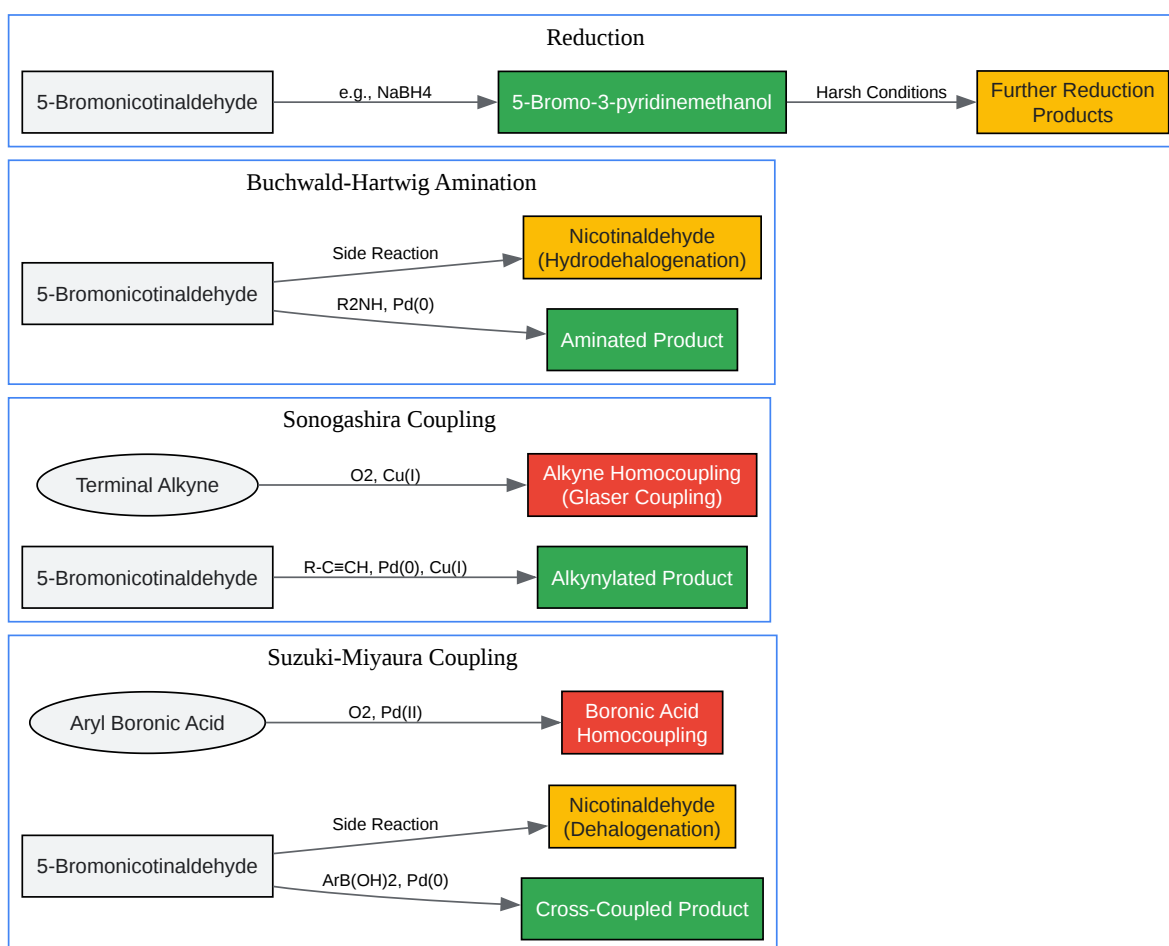 Reduction
5-Bromonicotinaldehyde
e.g., NaBH4
5-Bromo-3-pyridinemethanol
Harsh Conditions
Further Reduction
Products
Buchwald-Hartwig Amination
5-Bromonicotinaldehyde
Side Reaction
Nicotinaldehyde
(Hydrodehalogenation)
R2NH, Pd(0)
Aminated Product
Sonogashira Coupling
Terminal Alkyne
O2, Cu(I)
Alkyne Homocoupling
(Glaser Coupling)
5-Bromonicotinaldehyde
R-C≡CH, Pd(0), Cu(I)
Alkynylated Product
Suzuki-Miyaura Coupling
Aryl Boronic Acid
O2, Pd(II)
Boronic Acid
Homocoupling
5-Bromonicotinaldehyde
Side Reaction
Nicotinaldehyde
(Dehalogenation)
ArB(OH)2, Pd(0)
Cross-Coupled Product